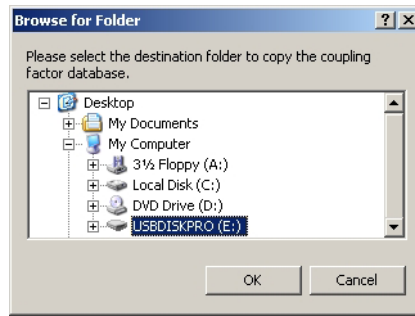 Browse for Folder
Please select the destination folder to copy the coupling
factor database.
Desktop
My Documents
My Computer
3½ Floppy (A:)
Local Disk (C:)
DVD Drive (D:)
USBDISKPRO (E:)
OK Cancel